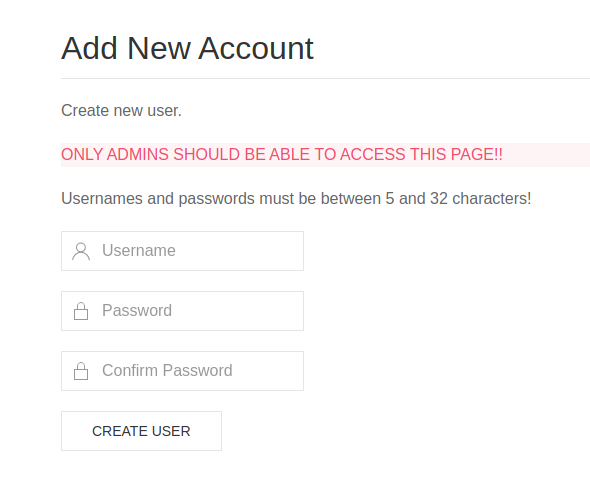 Add New Account
Create new user.
ONLY ADMINS SHOULD BE ABLE TO ACCESS THIS PAGE!!
Usernames and passwords must be between 5 and 32 characters!
Username
Password
Confirm Password
CREATE USER